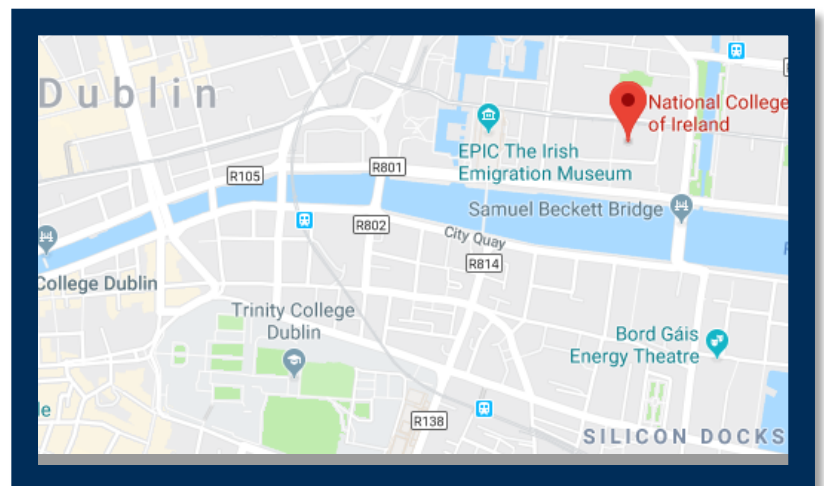 Dublin
National College
of Ireland
EPIC The Irish
Emigration Museum
R801
R105
Samuel Beckett Bridge
R802
City Quay
R814
College Dublin
Trinity College
Dublin
Bord Gáis
Energy Theatre
le
R138
SILICON DOCKS